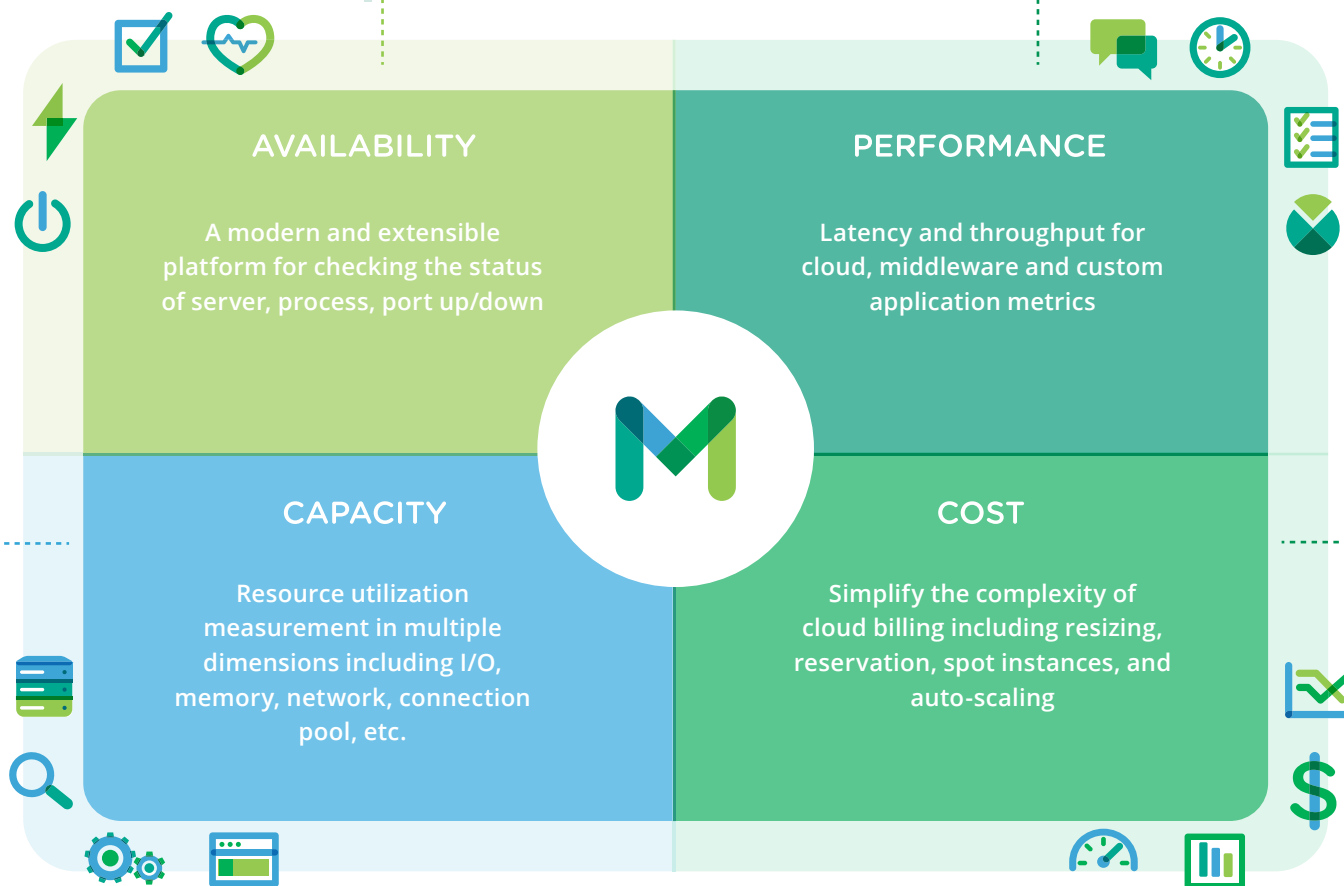 AVAILABILITY
A modern and extensible
platform for checking the status
of server, process, port up/down
PERFORMANCE
Latency and throughput for
cloud, middleware and custom
application metrics
M
CAPACITY
Resource utilization
measurement in multiple
dimensions including I/O,
memory, network, connection
pool, etc.
COST
Simplify the complexity of
cloud billing including resizing,
reservation, spot instances, and
auto-scaling
$